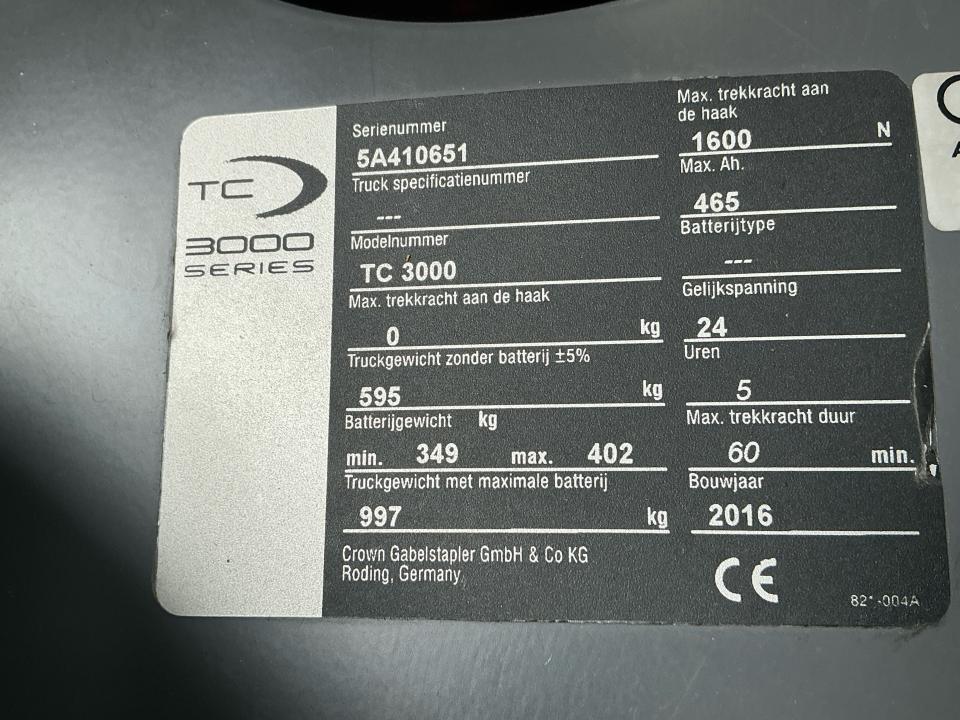 TC
3000
SERIES
Serienummer
5A410651
Truck specificatienummer
---
Modelnummer
TC 3000
Max. trekkracht aan de haak
0 kg
Truckgewicht zonder batterij ±5%
595 kg
Batterijgewicht kg
min. 349 max. 402
Truckgewicht met maximale batterij
997 kg
Crown Gabelstapler GmbH & Co KG
Roding, Germany
Max. trekkracht aan
de haak
1600 N
Max. Ah.
465
Batterijtype
---
Gelijkspanning
24
Uren
5
Max. trekkracht duur
60 min.
Bouwjaar
2016
CE